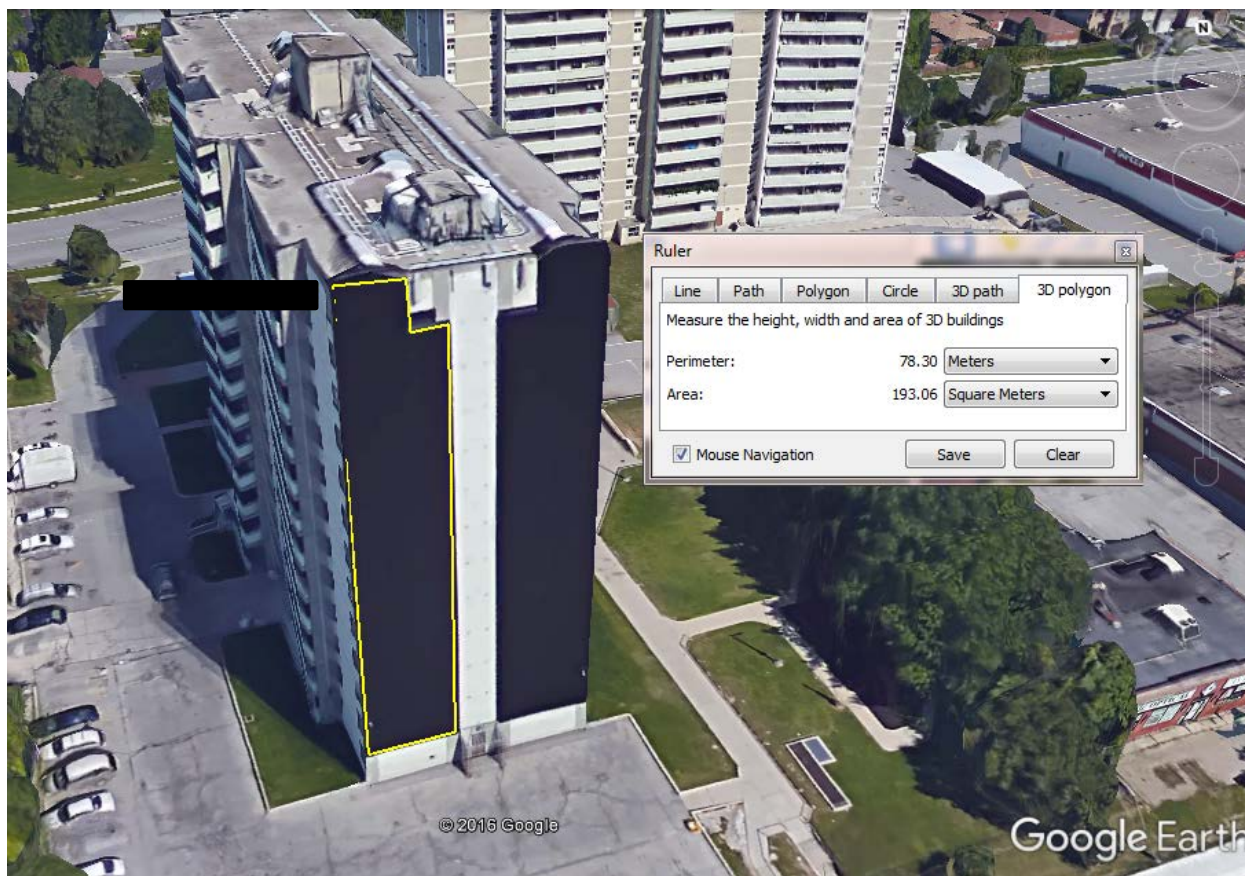 N
Ruler
Line Path Polygon Circle 3D path 3D polygon
Measure the height, width and area of 3D buildings
Perimeter: 78.30 Meters
Area: 193.06 Square Meters
Mouse Navigation Save Clear
© 2016 Google
Google Earth